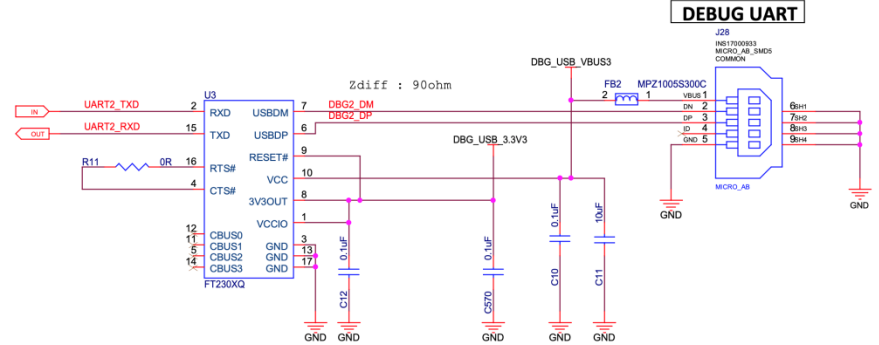 DEBUG UART
J28
INS17000933
MICRO_AB_SMD5
COMMON
DBG_USB_VBUS3
FB2 MPZ1005S300C
2 1
VBUS 1
DN 2
DP 3
ID 4
GND 5
6 SH1
7 SH2
8 SH3
9 SH4
MICRO_AB
GND
GND
Zdiff : 90ohm
U3
IN UART2_TXD 2 RXD USBDM 7 DBG2_DM
OUT UART2_RXD 15 TXD USBDP 6 DBG2_DP
RESET# 9
DBG_USB_3.3V3
R11 0R 16 RTS# VCC 10
4 CTS# 3V3OUT 8
VCCIO 1
12 CBUS0
11 CBUS1 GND 3
5 CBUS2 GND 13
14 CBUS3 GND 17
FT230XQ
0.1uF
C12
0.1uF
C570
0.1uF
C10
10uF
C11
GND GND GND GND GND